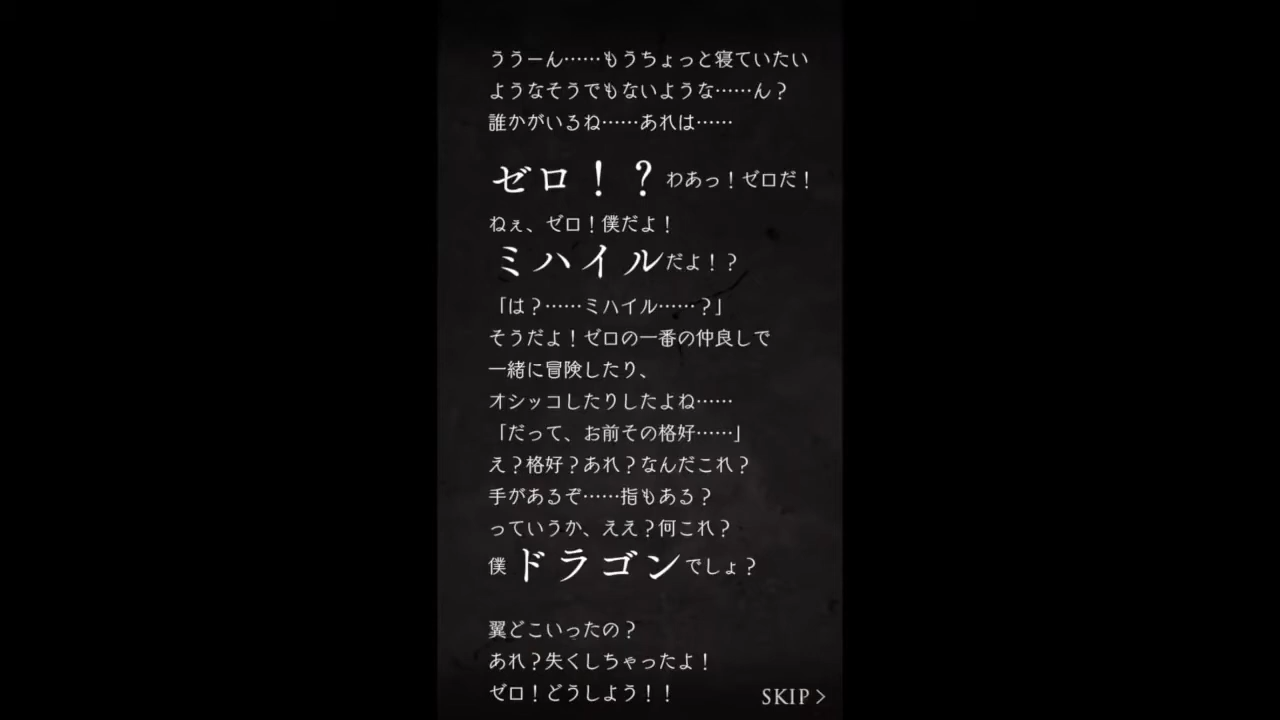 ううーん……もうちょっと寝ていたい
ようなそうでもないような……ん？
誰かがいるね……あれは……
ゼロ！？わあっ！ゼロだ！
ねぇ、ゼロ！僕だよ！
ミハイルだよ！？
「は？……ミハイル……？」
そうだよ！ゼロの一番の仲良しで
一緒に冒険したり、
オシッコしたりしたよね……
「だって、お前その格好……」
え？格好？あれ？なんだこれ？
手があるぞ……指もある？
っていうか、ええ？何これ？
僕ドラゴンでしょ？
翼どこいったの？
あれ？失くしちゃったよ！
ゼロ！どうしよう！！
SKIP >